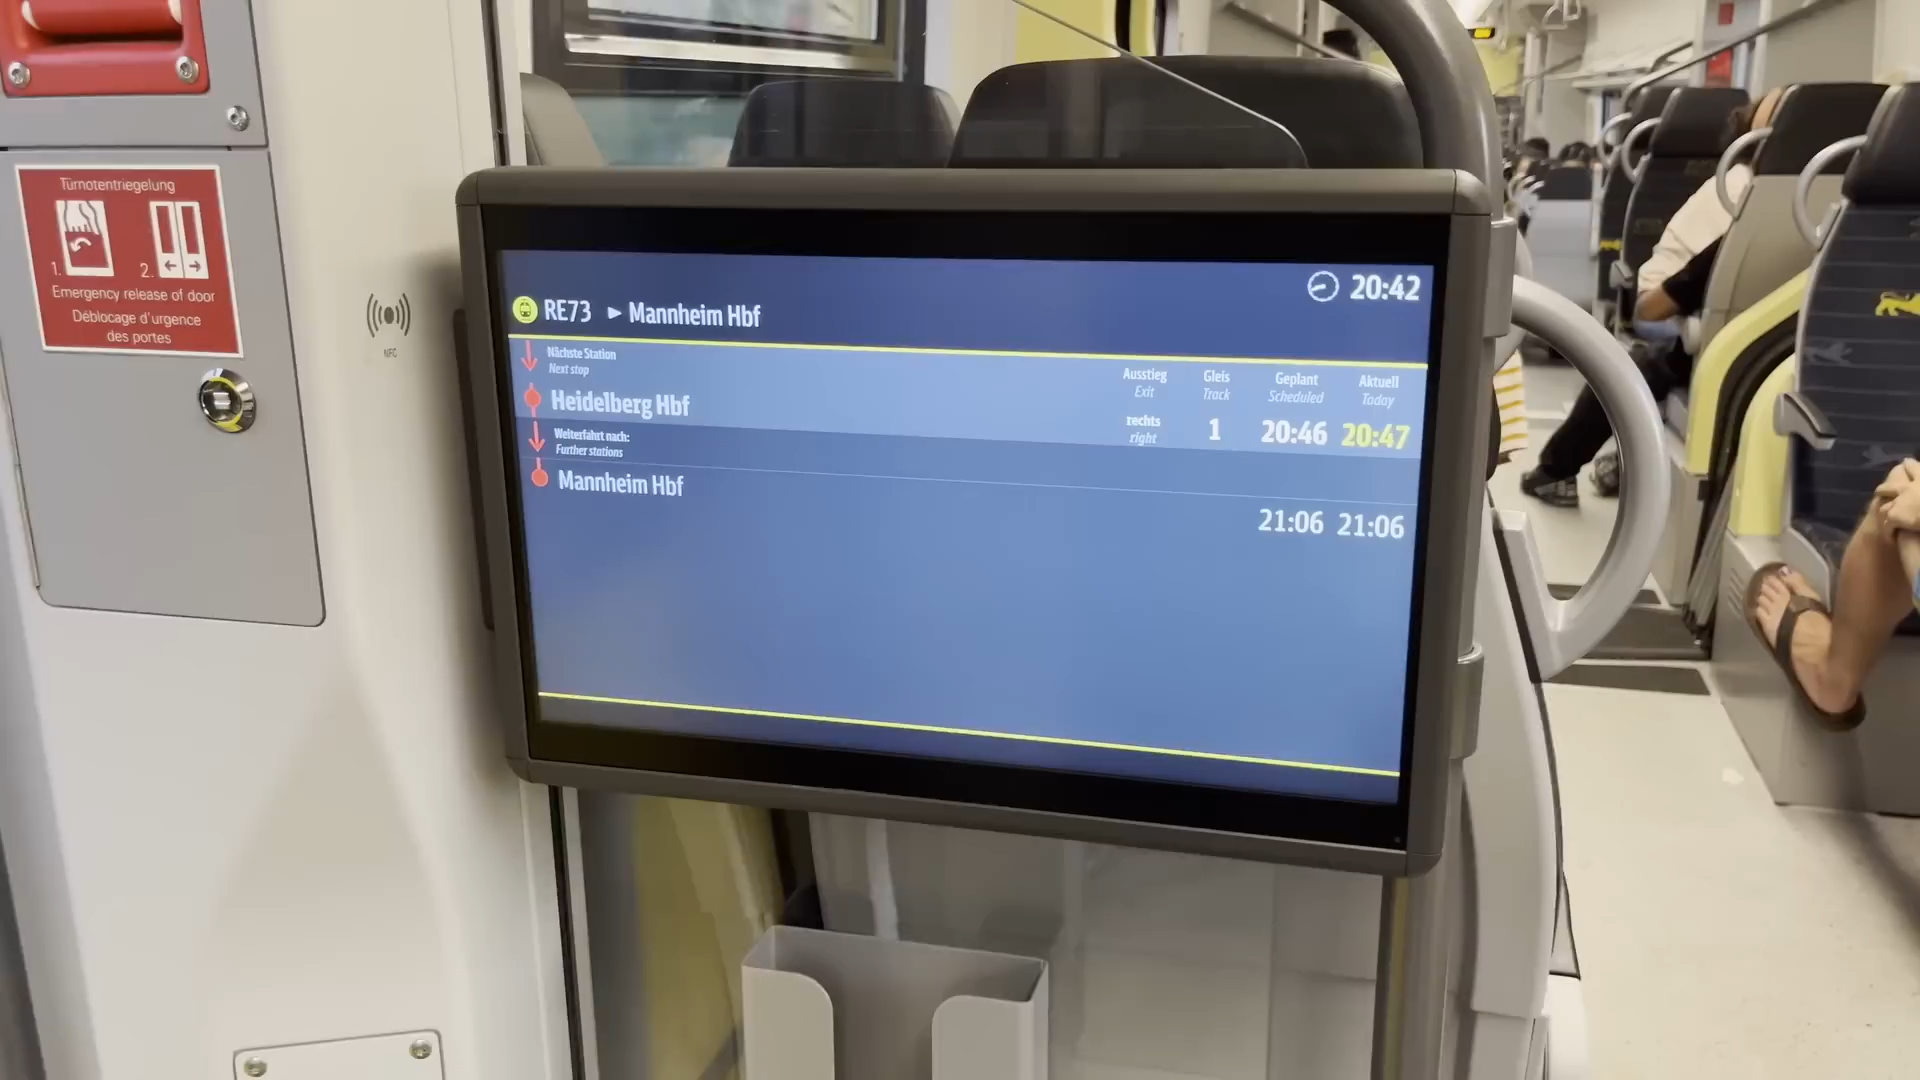 Türnotentriegelung
1. 2.
Emergency release of door
Déblocage d'urgence
des portes
NFC
20:42
RE73 ► Mannheim Hbf
Nächste Station
Next stop
Ausstieg Gleis Geplant Aktuell
Exit Track Scheduled Today
Heidelberg Hbf rechts 1 20:46 20:47
right
Weiterfahrt nach:
Further stations
Mannheim Hbf
21:06 21:06